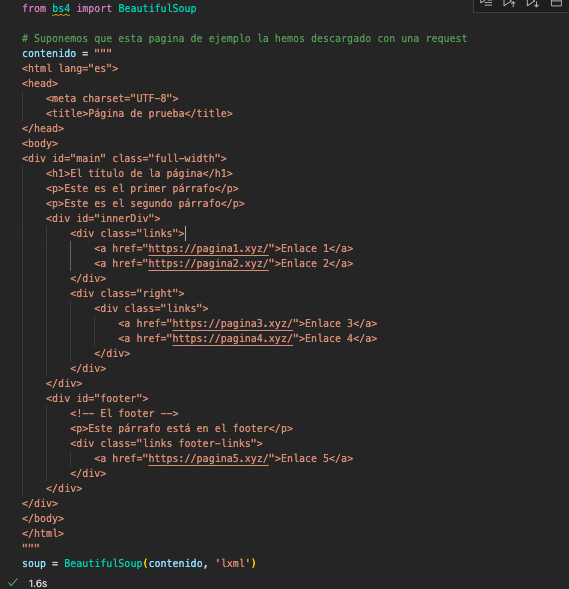 from bs4 import BeautifulSoup

# Suponemos que esta pagina de ejemplo la hemos descargado con una request
contenido = """
<html lang="es">
<head>
    <meta charset="UTF-8">
    <title>Página de prueba</title>
</head>
<body>
<div id="main" class="full-width">
    <h1>El título de la página</h1>
    <p>Este es el primer párrafo</p>
    <p>Este es el segundo párrafo</p>
    <div id="innerDiv">
        <div class="links">
            <a href="https://pagina1.xyz/">Enlace 1</a>
            <a href="https://pagina2.xyz/">Enlace 2</a>
        </div>
        <div class="right">
            <div class="links">
                <a href="https://pagina3.xyz/">Enlace 3</a>
                <a href="https://pagina4.xyz/">Enlace 4</a>
            </div>
        </div>
    </div>
    <div id="footer">
        <!-- El footer -->
        <p>Este párrafo está en el footer</p>
        <div class="links footer-links">
            <a href="https://pagina5.xyz/">Enlace 5</a>
        </div>
    </div>
</div>
</body>
</html>
"""
soup = BeautifulSoup(contenido, 'lxml')
1.6s